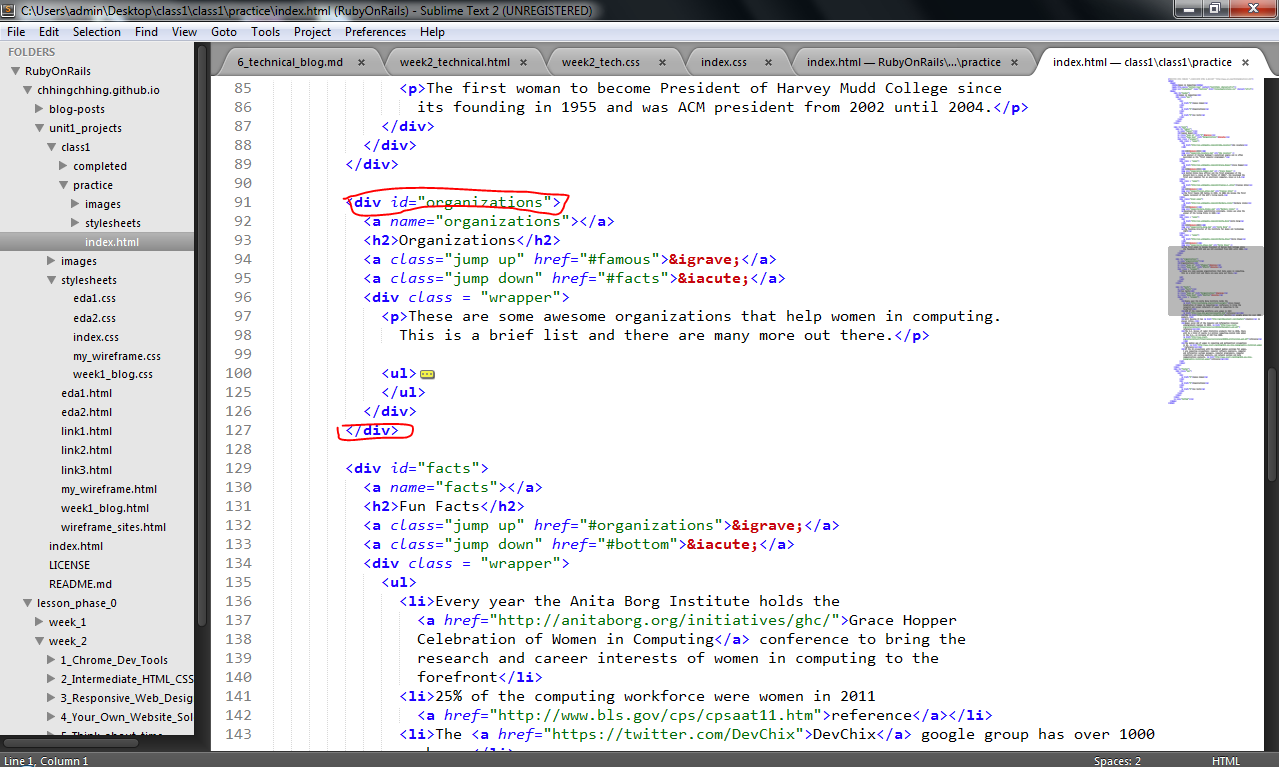 C:\Users\admin\Desktop\class1\class1\practice\index.html (RubyOnRails) - Sublime Text 2 (UNREGISTERED)
File Edit Selection Find View Goto Tools Project Preferences Help
FOLDERS
RubyOnRails
chhingchhing.github.io
blog-posts
unit1_projects
class1
completed
practice
images
stylesheets
index.html
images
stylesheets
eda1.css
eda2.css
index.css
my_wireframe.css
week1_blog.css
eda1.html
eda2.html
link1.html
link2.html
link3.html
my_wireframe.html
week1_blog.html
wireframe_sites.html
index.html
LICENSE
README.md
lesson_phase_0
week_1
week_2
1_Chrome_Dev_Tools
2_Intermediate_HTML_CSS
3_Responsive_Web_Desig
4_Your_Own_Website_Sol
5_Think_about_time
6_technical_blog.md × week2_technical.html × week2_tech.css × index.css × index.html — RubyOnRails\...\practice × index.html — class1\class1\practice ×
85 <p>The first woman to become President of Harvey Mudd College since
86 its founding in 1955 and was ACM president from 2002 until 2004.</p>
87 </div>
88 </div>
89 </div>
90
91 <div id="organizations">
92 <a name="organizations"></a>
93 <h2>Organizations</h2>
94 <a class="jump up" href="#famous">&igrave;</a>
95 <a class="jump down" href="#facts">&iacute;</a>
96 <div class = "wrapper">
97 <p>These are some awesome organizations that help women in computing.
98 This is a brief list and there are many more out there.</p>
99
100 <ul>
125 </ul>
126 </div>
127 </div>
128
129 <div id="facts">
130 <a name="facts"></a>
131 <h2>Fun Facts</h2>
132 <a class="jump up" href="#organizations">&igrave;</a>
133 <a class="jump down" href="#bottom">&iacute;</a>
134 <div class = "wrapper">
135 <ul>
136 <li>Every year the Anita Borg Institute holds the
137 <a href="http://anitaborg.org/initiatives/ghc/">Grace Hopper
138 Celebration of Women in Computing</a> conference to bring the
139 research and career interests of women in computing to the
140 forefront</li>
141 <li>25% of the computing workforce were women in 2011
142 <a href="http://www.bls.gov/cps/cpsaat11.htm">reference</a></li>
143 <li>The <a href="https://twitter.com/DevChix">DevChix</a> google group has over 1000
Line 1, Column 1 Spaces: 2 HTML